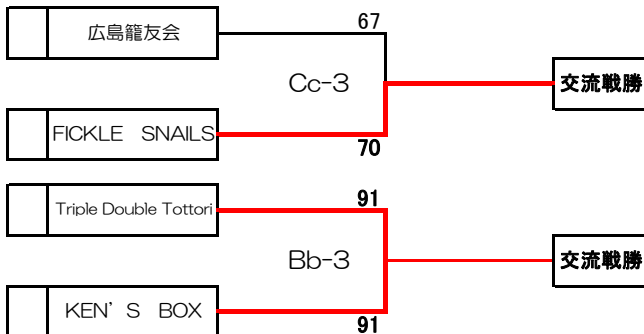 広島籠友会
67
Cc-3
交流戦勝
FICKLE SNAILS
70
Triple Double Tottori
91
Bb-3
交流戦勝
KEN'S BOX
91